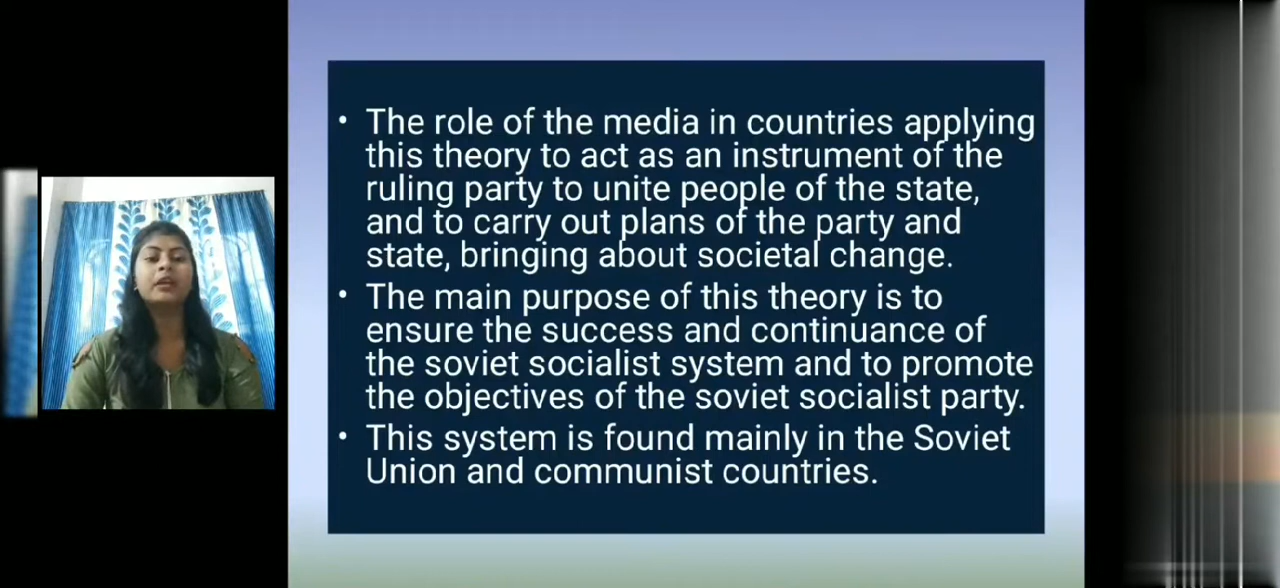 • The role of the media in countries applying
this theory to act as an instrument of the
ruling party to unite people of the state,
and to carry out plans of the party and
state, bringing about societal change.
• The main purpose of this theory is to
ensure the success and continuance of
the soviet socialist system and to promote
the objectives of the soviet socialist party.
• This system is found mainly in the Soviet
Union and communist countries.